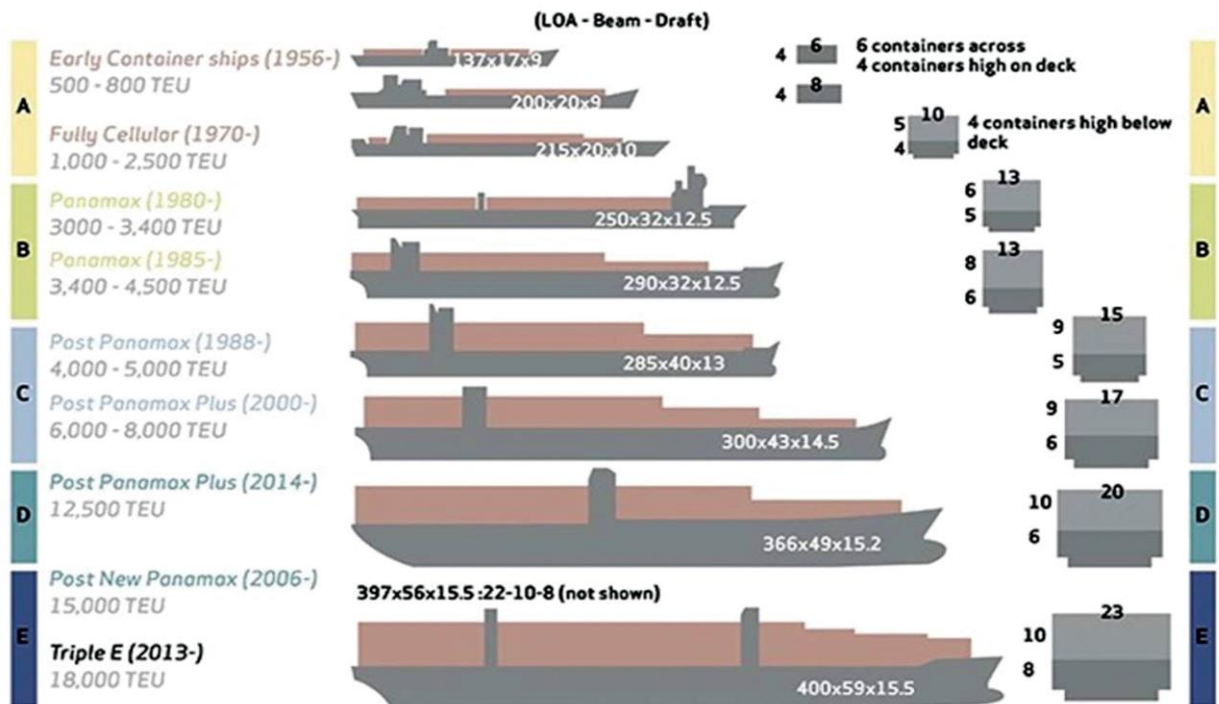 (LOA - Beam - Draft)
A
Early Container ships (1956-)
500 - 800 TEU
137x17x9
200x20x9
6
4
6 containers across
4 containers high on deck
8
4
A
Fully Cellular (1970-)
1,000 - 2,500 TEU
215x20x10
10
5
4
4 containers high below
deck
B
Panamax (1980-)
3000 - 3,400 TEU
250x32x12.5
13
6
5
B
Panamax (1985-)
3,400 - 4,500 TEU
290x32x12.5
13
8
6
C
Post Panamax (1988-)
4,000 - 5,000 TEU
285x40x13
15
9
5
C
Post Panamax Plus (2000-)
6,000 - 8,000 TEU
300x43x14.5
17
9
6
D
Post Panamax Plus (2014-)
12,500 TEU
366x49x15.2
20
10
6
D
E
Post New Panamax (2006-)
15,000 TEU
397x56x15.5 :22-10-8 (not shown)
Triple E (2013-)
18,000 TEU
400x59x15.5
23
10
8
E